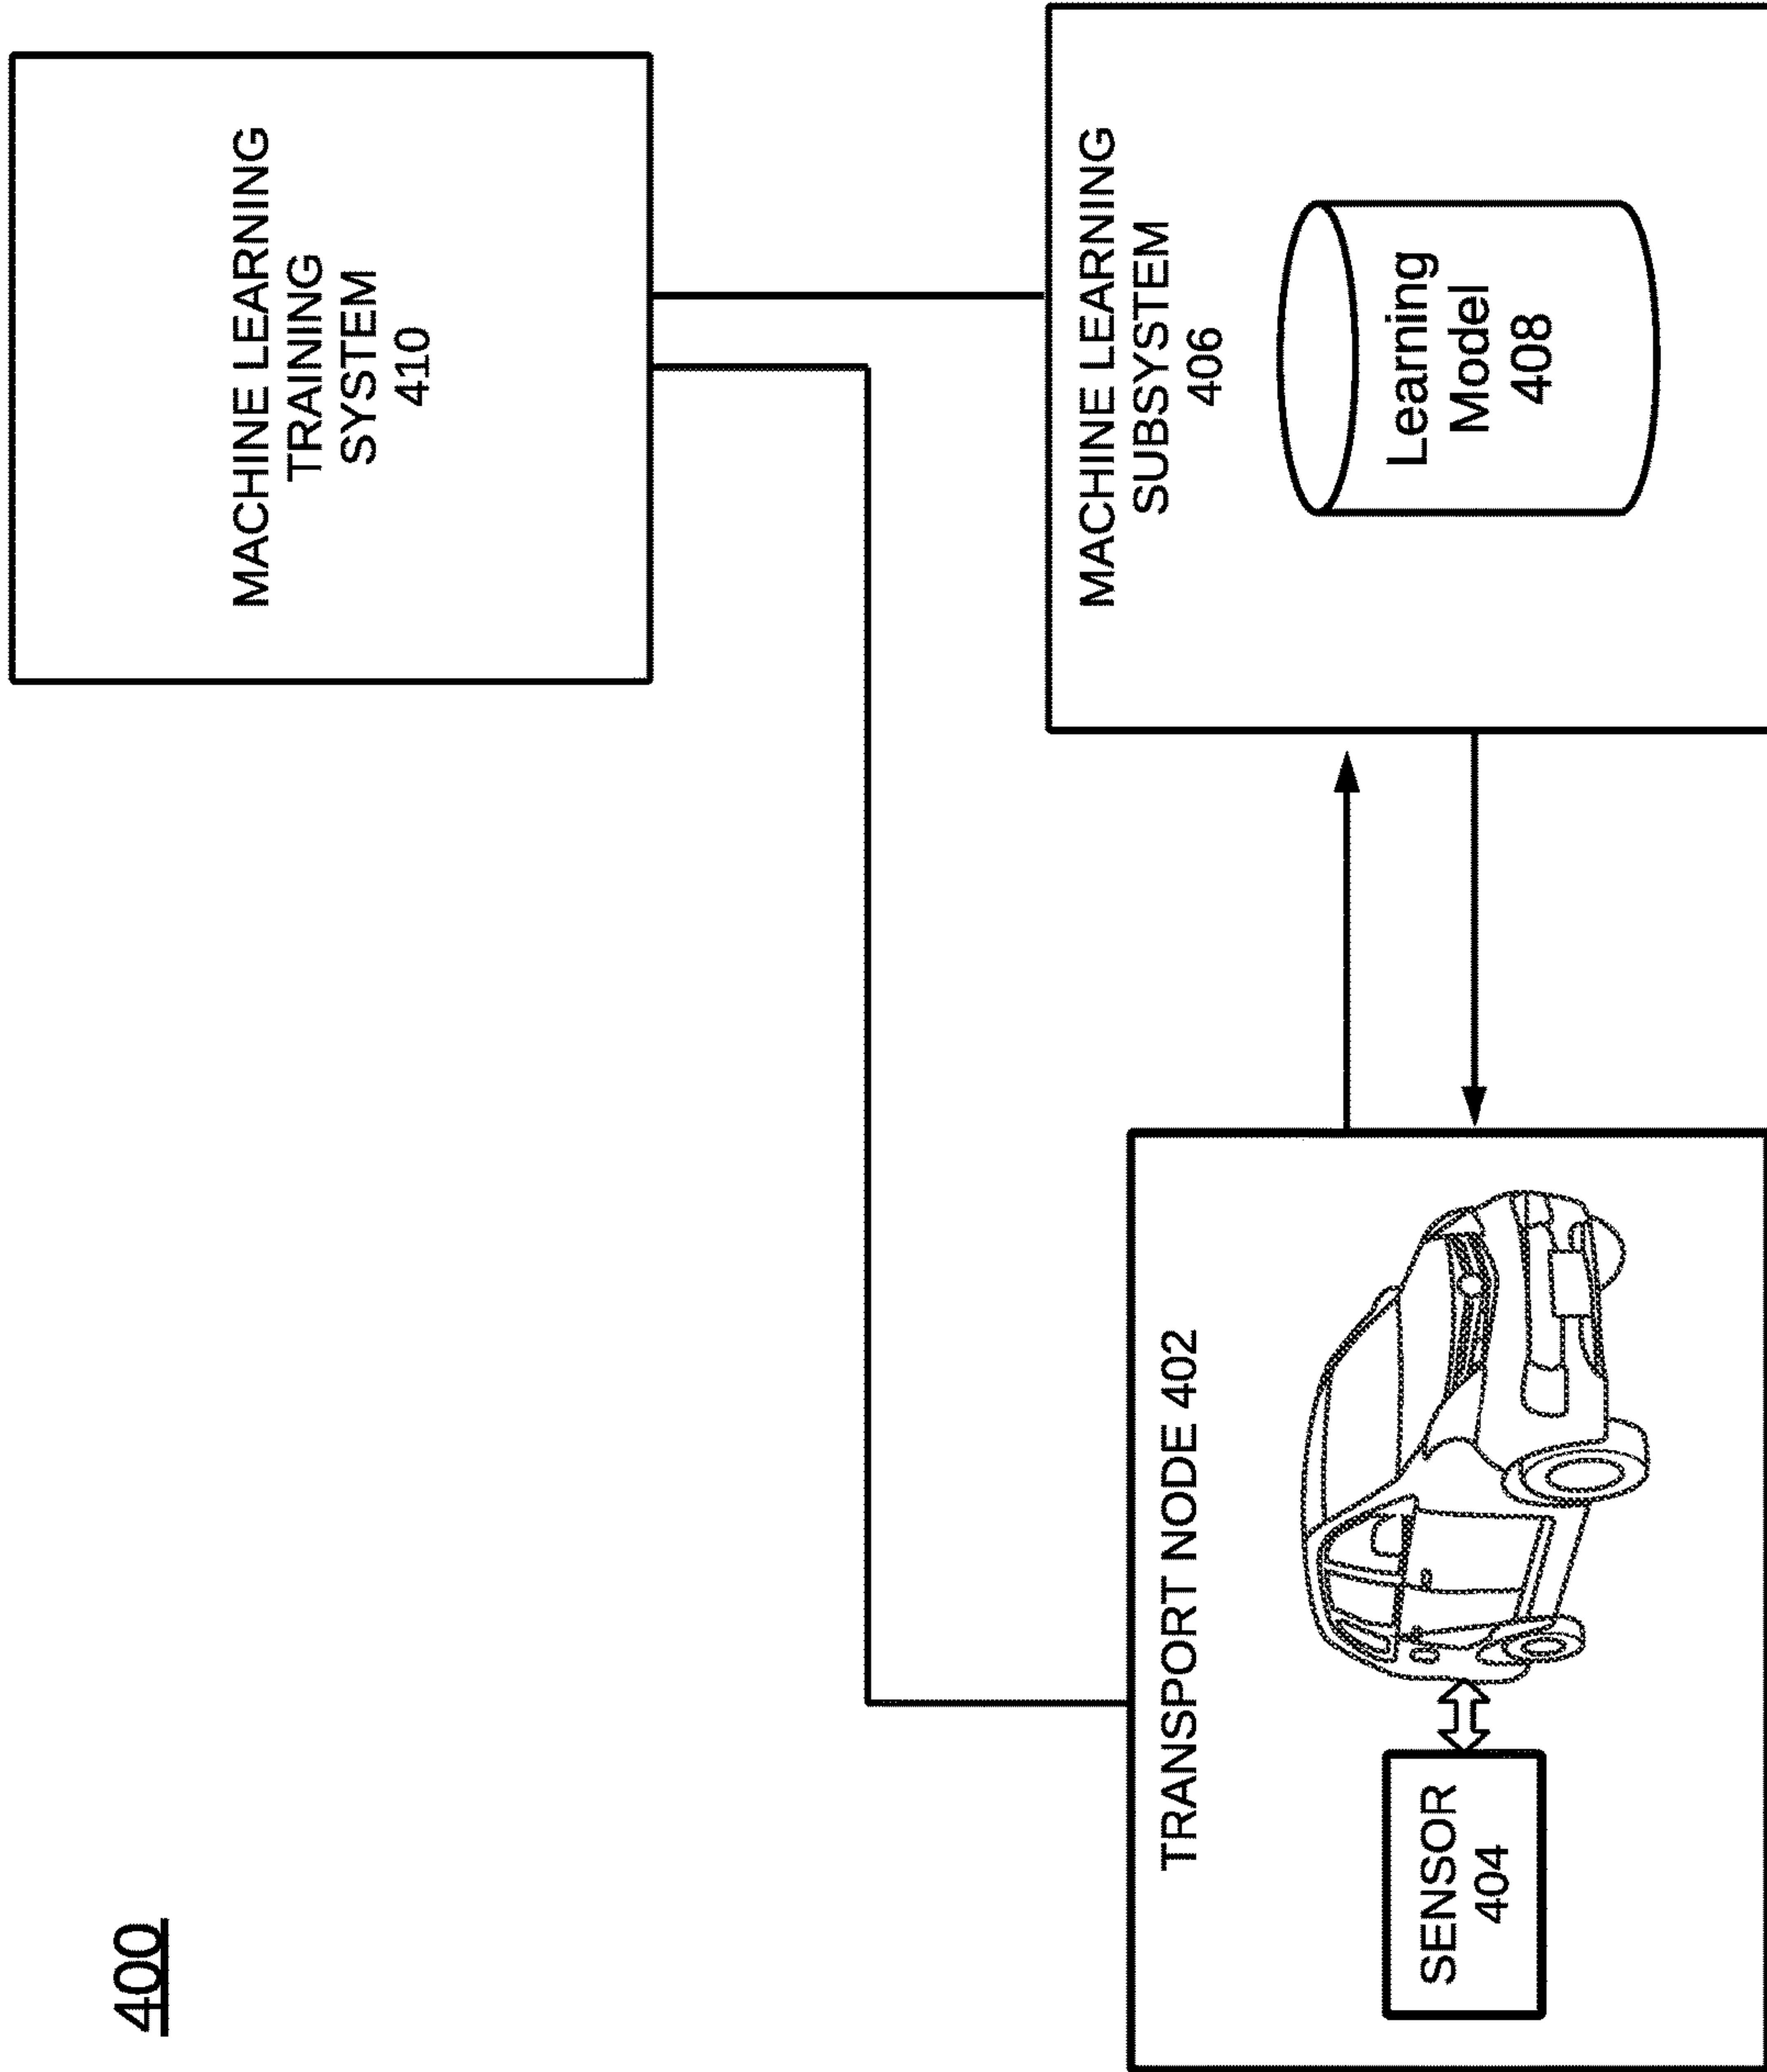 400
MACHINE LEARNING
TRAINING
SYSTEM
410
TRANSPORT NODE 402
SENSOR
404
MACHINE LEARNING
SUBSYSTEM
406
Learning
Model
408